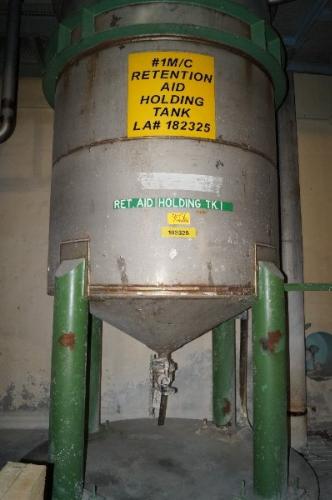 #1M/C
RETENTION
AID
HOLDING
TANK
LA# 182325
RET. AID HOLDING TK.1
182325